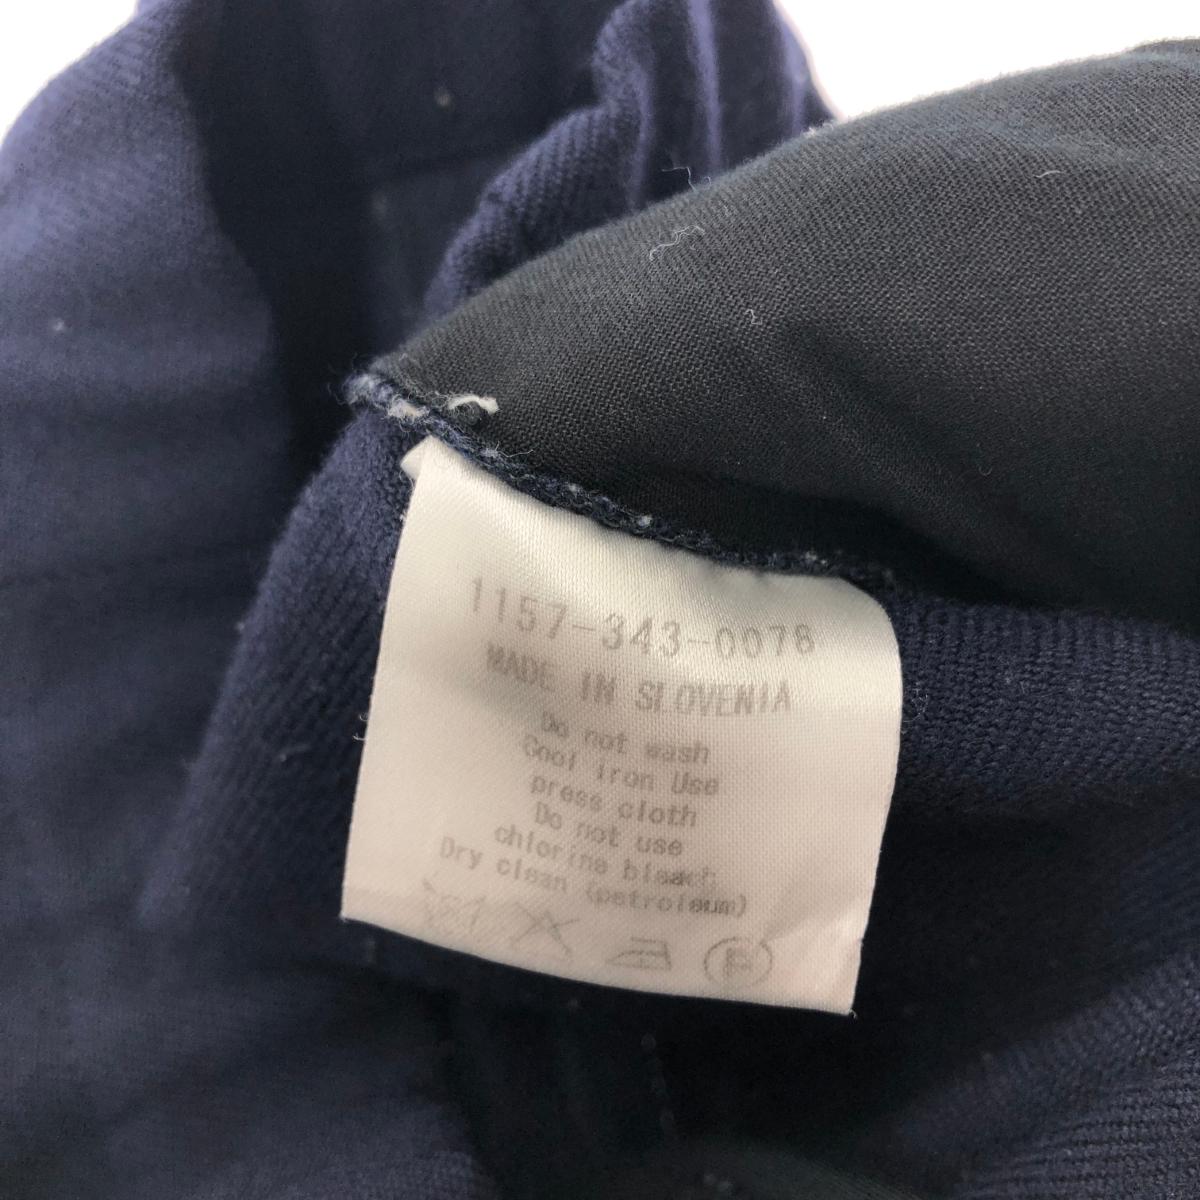 1157-343-0078
MADE IN SLOVENIA
Do not wash
Cool iron Use
press cloth
Do not use
chlorine bleach
Dry clean (petroleum)
F